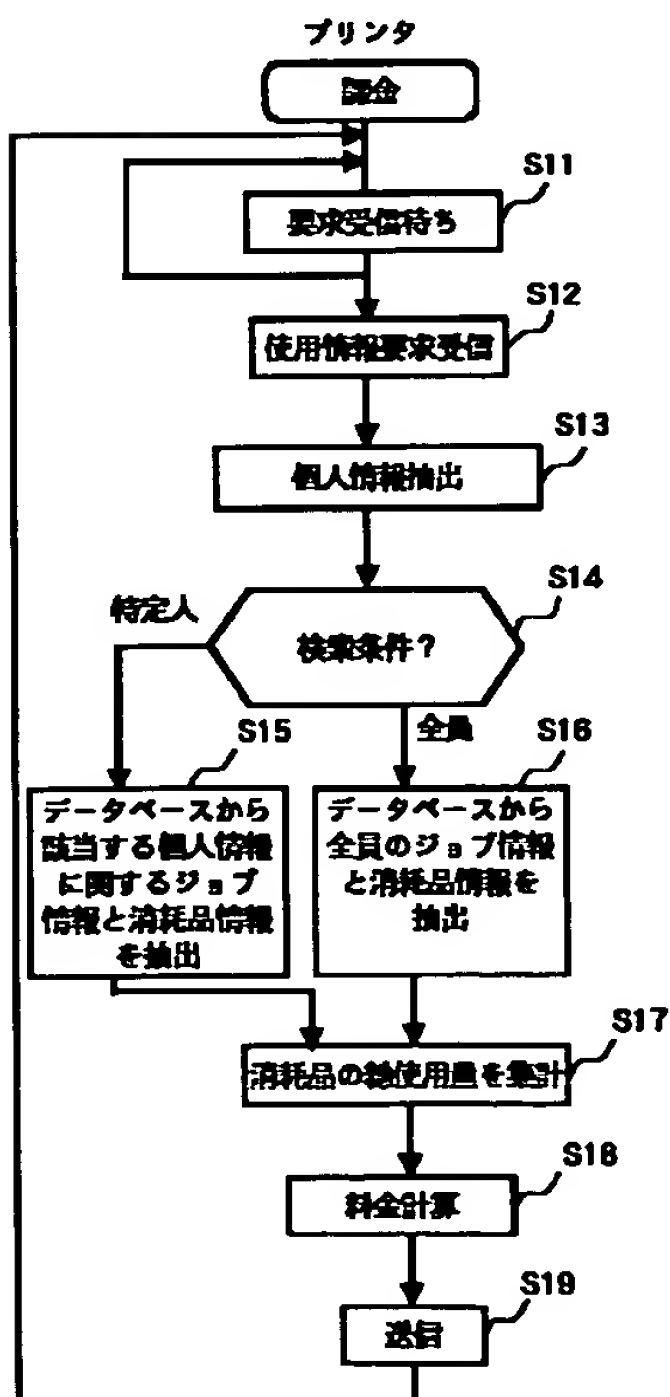 プリンタ
課金
S11
要求受信待ち
S12
使用情報要求受信
S13
個人情報抽出
S14
特定人
検索条件?
S15
全員
S16
データベースから
該当する個人情報
に関するジョブ
情報と消耗品情報
を抽出
データベースから
全員のジョブ情報
と消耗品情報を
抽出
S17
消耗品の総使用量を集計
S18
料金計算
S19
送信